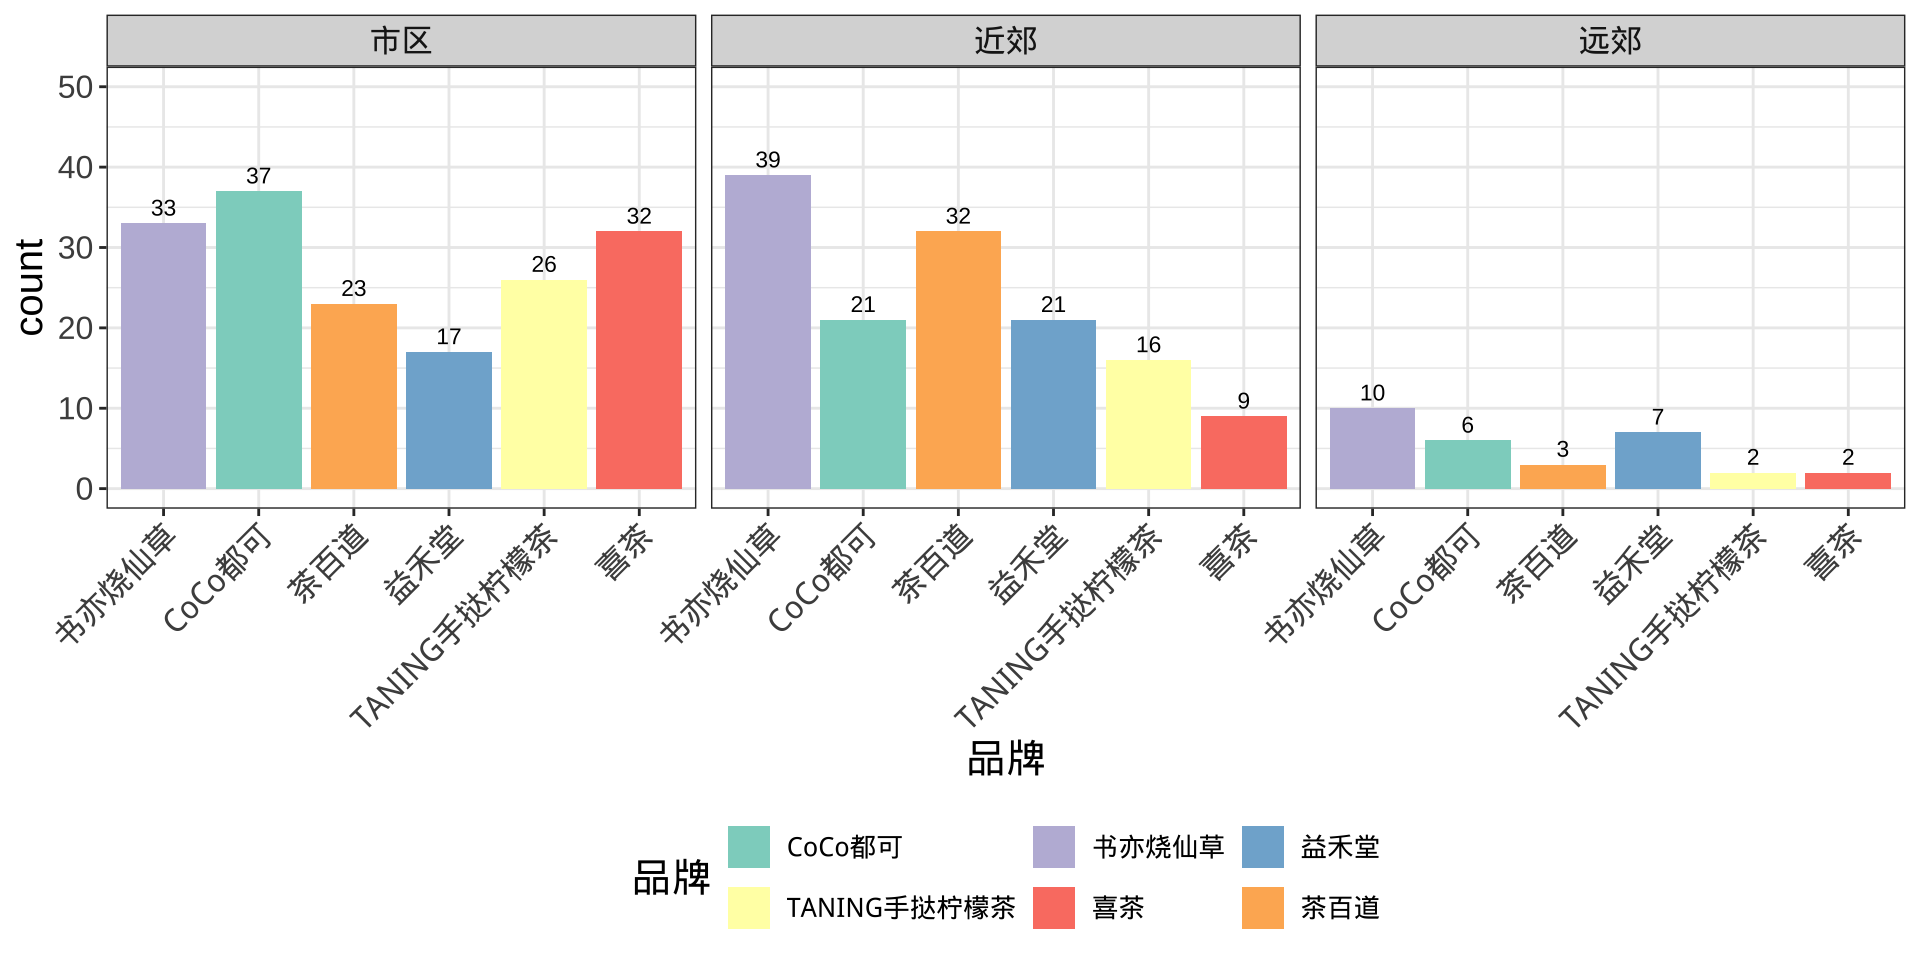 市区 近郊 远郊
count
50
40
30
20
10
0
33 37 23 17 26 32
39 21 32 21 16 9
10 6 3 7 2 2
书亦烧仙草 CoCo都可 茶百道 益禾堂 TANING手挞柠檬茶 喜茶
书亦烧仙草 CoCo都可 茶百道 益禾堂 TANING手挞柠檬茶 喜茶
书亦烧仙草 CoCo都可 茶百道 益禾堂 TANING手挞柠檬茶 喜茶
品牌
品牌
CoCo都可 书亦烧仙草 益禾堂
TANING手挞柠檬茶 喜茶 茶百道